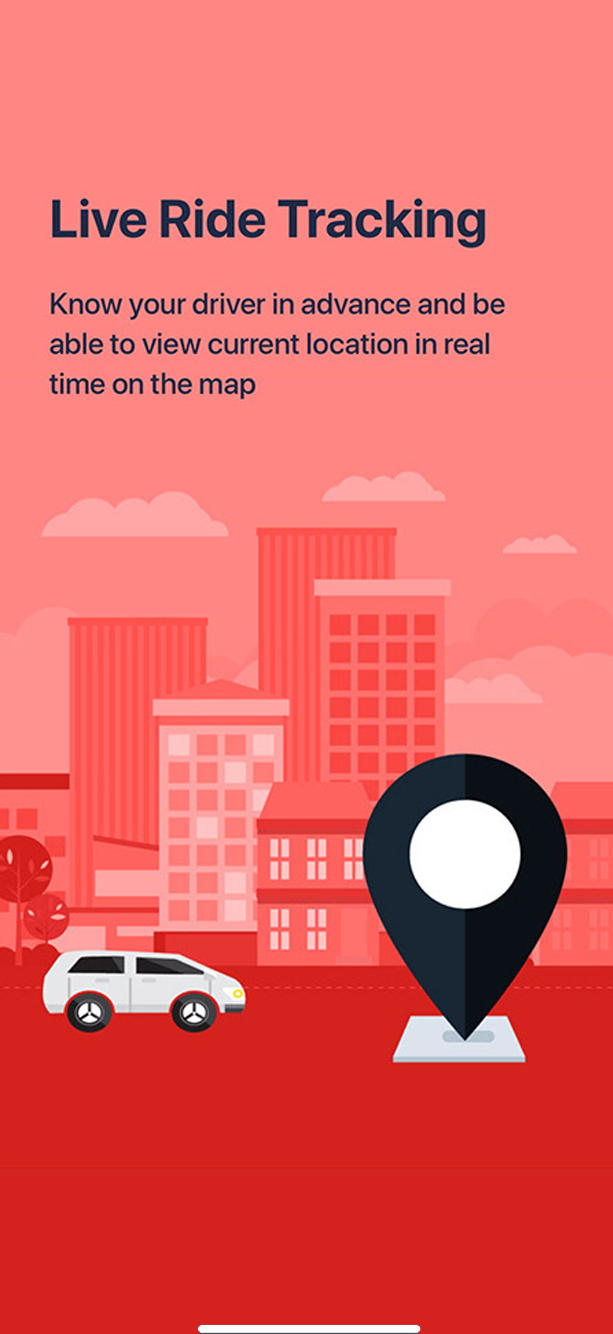 Live Ride Tracking
Know your driver in advance and be
able to view current location in real
time on the map